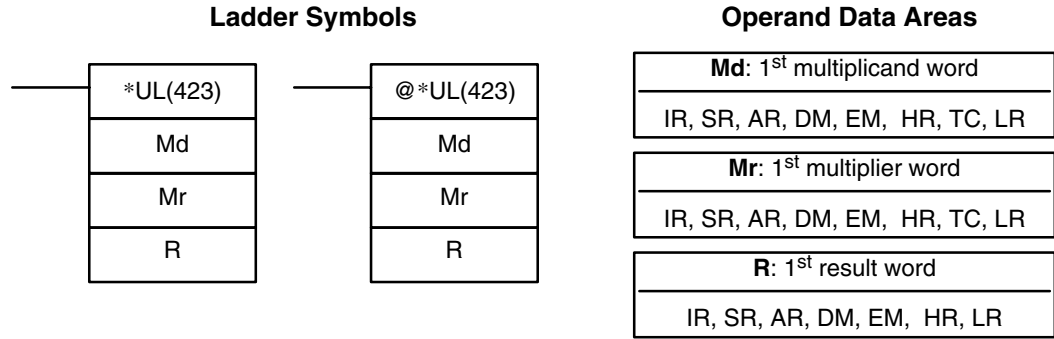 Ladder Symbols
*UL(423)
Md
Mr
R
@*UL(423)
Md
Mr
R
Operand Data Areas
Md: 1st multiplicand word
IR, SR, AR, DM, EM, HR, TC, LR
Mr: 1st multiplier word
IR, SR, AR, DM, EM, HR, TC, LR
R: 1st result word
IR, SR, AR, DM, EM, HR, LR